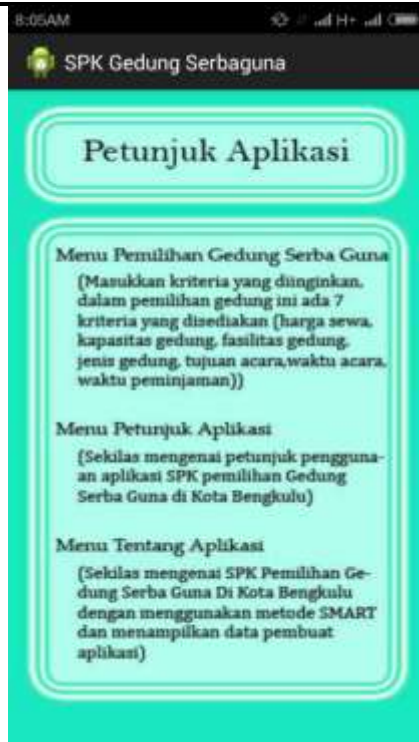 8:05AM
H+
SPK Gedung Serbaguna
Petunjuk Aplikasi
Menu Pemilihan Gedung Serba Guna
(Masukkan kriteria yang diinginkan,
dalam pemilihan gedung ini ada 7
kriteria yang disediakan (harga sewa,
kapasitas gedung, fasilitas gedung,
jenis gedung, tujuan acara,waktu acara,
waktu peminjaman))
Menu Petunjuk Aplikasi
(Sekilas mengenai petunjuk pengguna-
an aplikasi SPK pemilihan Gedung
Serba Guna di Kota Bengkulu)
Menu Tentang Aplikasi
(Sekilas mengenai SPK Pemilihan Ge-
dung Serba Guna Di Kota Bengkulu
dengan menggunakan metode SMART
dan menampilkan data pembuat
aplikasi)